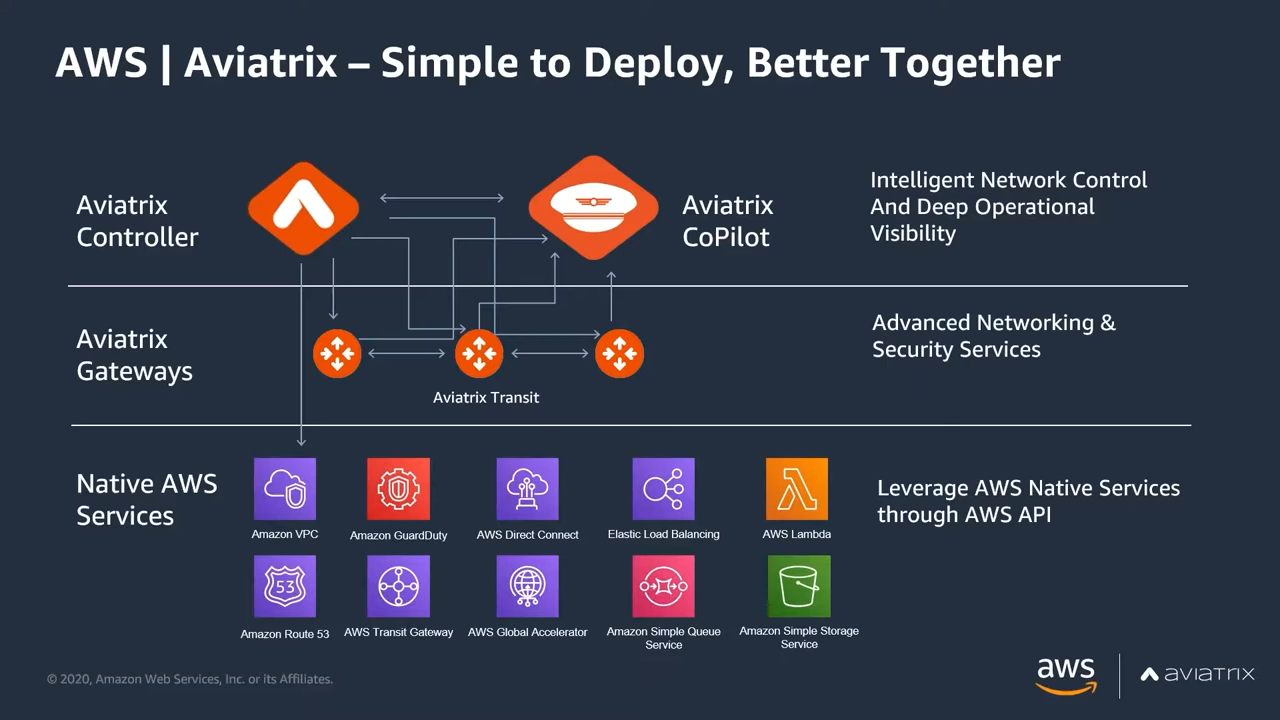 AWS | Aviatrix – Simple to Deploy, Better Together
Aviatrix
Controller
Aviatrix
CoPilot
Intelligent Network Control
And Deep Operational
Visibility
Aviatrix
Gateways
Aviatrix Transit
Advanced Networking &
Security Services
Native AWS
Services
Amazon VPC
Amazon GuardDuty
AWS Direct Connect
Elastic Load Balancing
AWS Lambda
Leverage AWS Native Services
through AWS API
53
Amazon Route 53
AWS Transit Gateway
AWS Global Accelerator
Amazon Simple Queue
Service
Amazon Simple Storage
Service
© 2020, Amazon Web Services, Inc. or its Affiliates.
aws
aviatrix